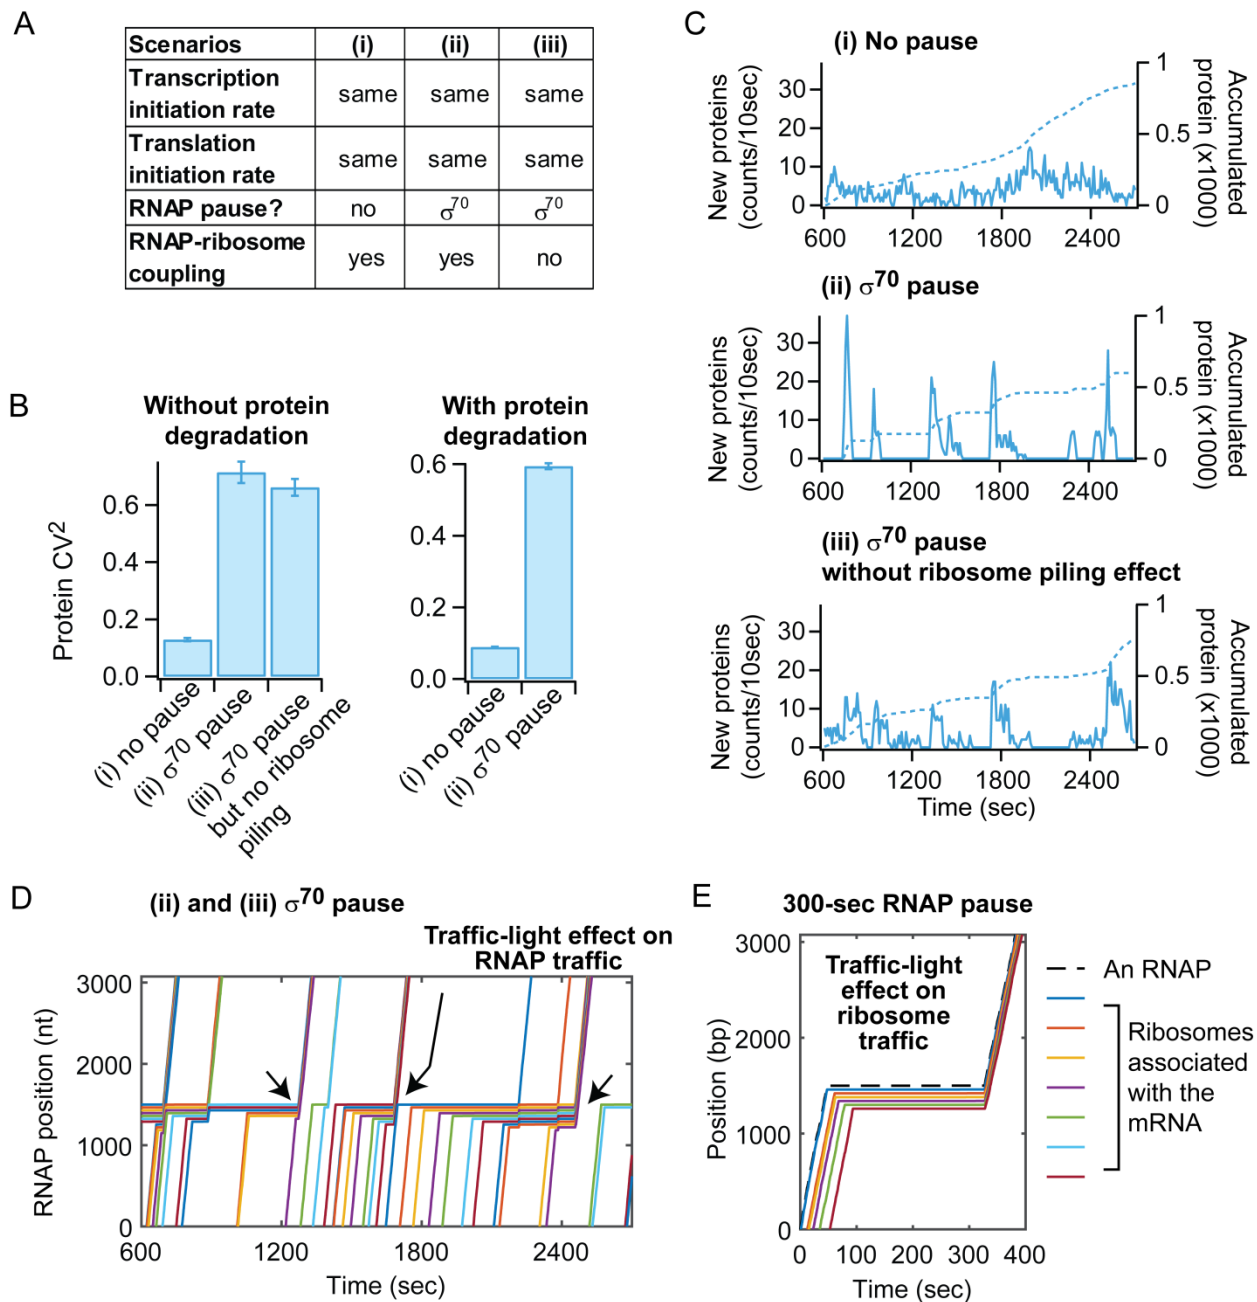 A
Scenarios (i) (ii) (iii)
Transcription initiation rate same same same
Translation initiation rate same same same
RNAP pause? no σ70 σ70
RNAP-ribosome coupling yes yes no
B
Without protein
degradation
Protein CV2
0.6
0.4
0.2
0.0
(i) no pause
(ii) σ70 pause
(iii) σ70 pause
but no ribosome
piling
With protein
degradation
0.6
0.4
0.2
0.0
(i) no pause
(ii) σ70 pause
C
(i) No pause
New proteins
(counts/10sec)
30
20
10
0
600 1200 1800 2400
1
0.5
0
Accumulated
protein (x1000)
(ii) σ70 pause
New proteins
(counts/10sec)
30
20
10
0
600 1200 1800 2400
1
0.5
0
Accumulated
protein (x1000)
(iii) σ70 pause
without ribosome piling effect
New proteins
(counts/10sec)
30
20
10
0
600 1200 1800 2400
Time (sec)
1
0.5
0
Accumulated
protein (x1000)
D
(ii) and (iii) σ70 pause
Traffic-light effect on
RNAP traffic
RNAP position (nt)
3000
2000
1000
0
600 1200 1800 2400
Time (sec)
E
300-sec RNAP pause
Traffic-light
effect on
ribosome
traffic
Position (bp)
3000
2000
1000
0
0 100 200 300 400
Time (sec)
An RNAP
Ribosomes
associated
with the
mRNA